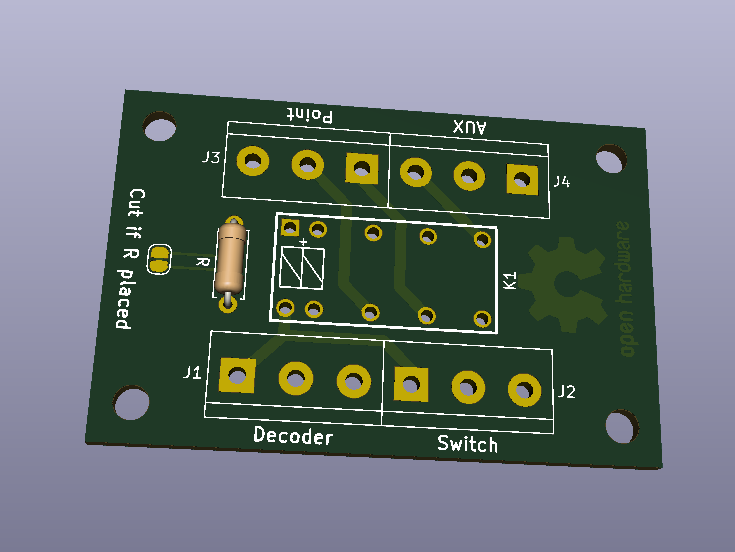 Point
AUX
J3
J4
Cut if R placed
R
+
K1
open hardware
J1
J2
Decoder
Switch